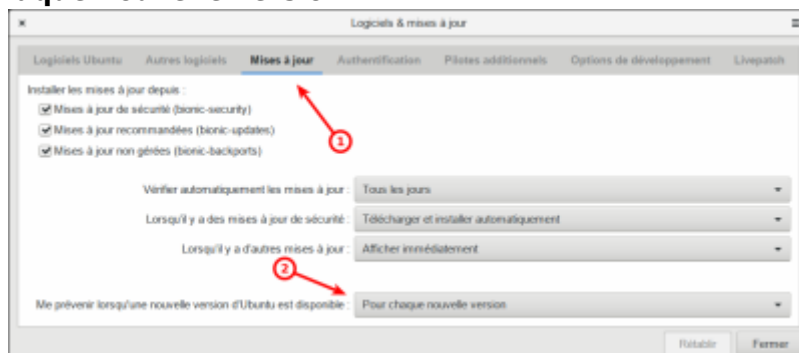 Logiciels & mises à jour
Logiciels Ubuntu Autres logiciels Mises à jour Authentification Pilotes additionnels Options de développement Livepatch
Installer les mises à jour depuis :
Mises à jour de sécurité (bionic-security)
Mises à jour recommandées (bionic-updates)
Mises à jour non gérées (bionic-backports)
1
Vérifier automatiquement les mises à jour : Tous les jours
Lorsqu'il y a des mises à jour de sécurité : Télécharger et installer automatiquement
Lorsqu'il y a d'autres mises à jour : Afficher immédiatement
2
Me prévenir lorsqu'une nouvelle version d'Ubuntu est disponible : Pour chaque nouvelle version
Rétablir Fermer